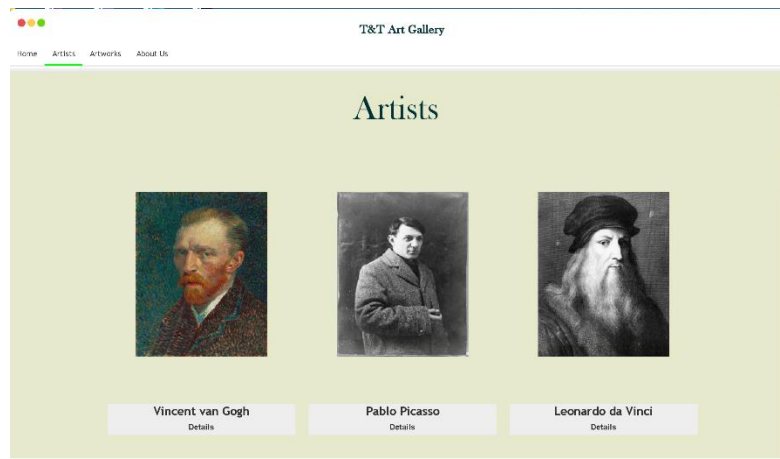 T&T Art Gallery
Home Artists Artworks About Us
Artists
Vincent van Gogh
Details
Pablo Picasso
Details
Leonardo da Vinci
Details